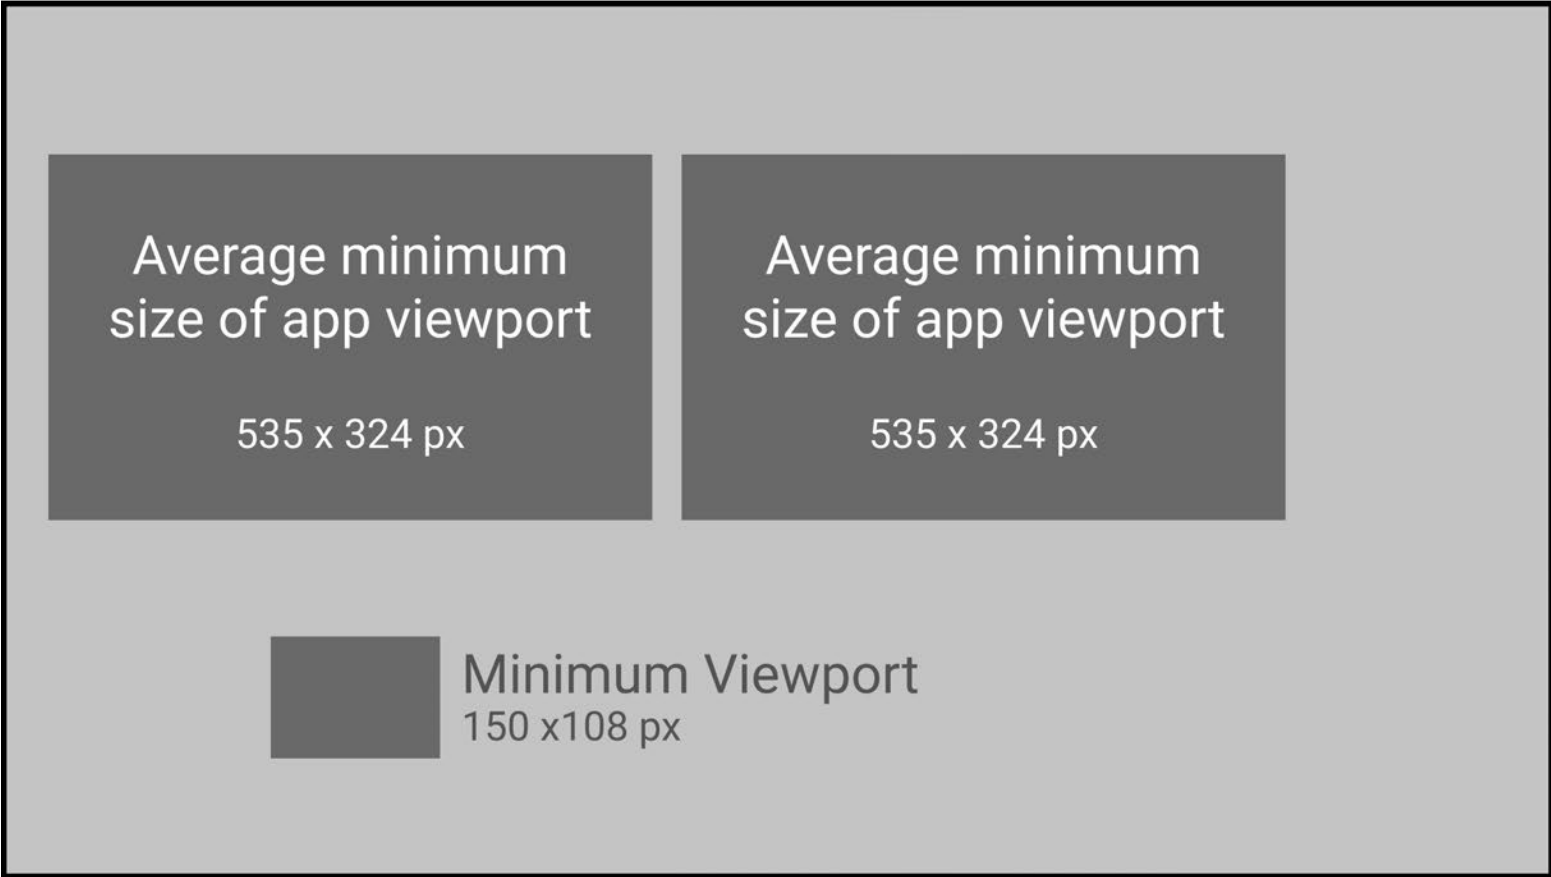 Average minimum
size of app viewport
535 x 324 px
Average minimum
size of app viewport
535 x 324 px
Minimum Viewport
150 x108 px